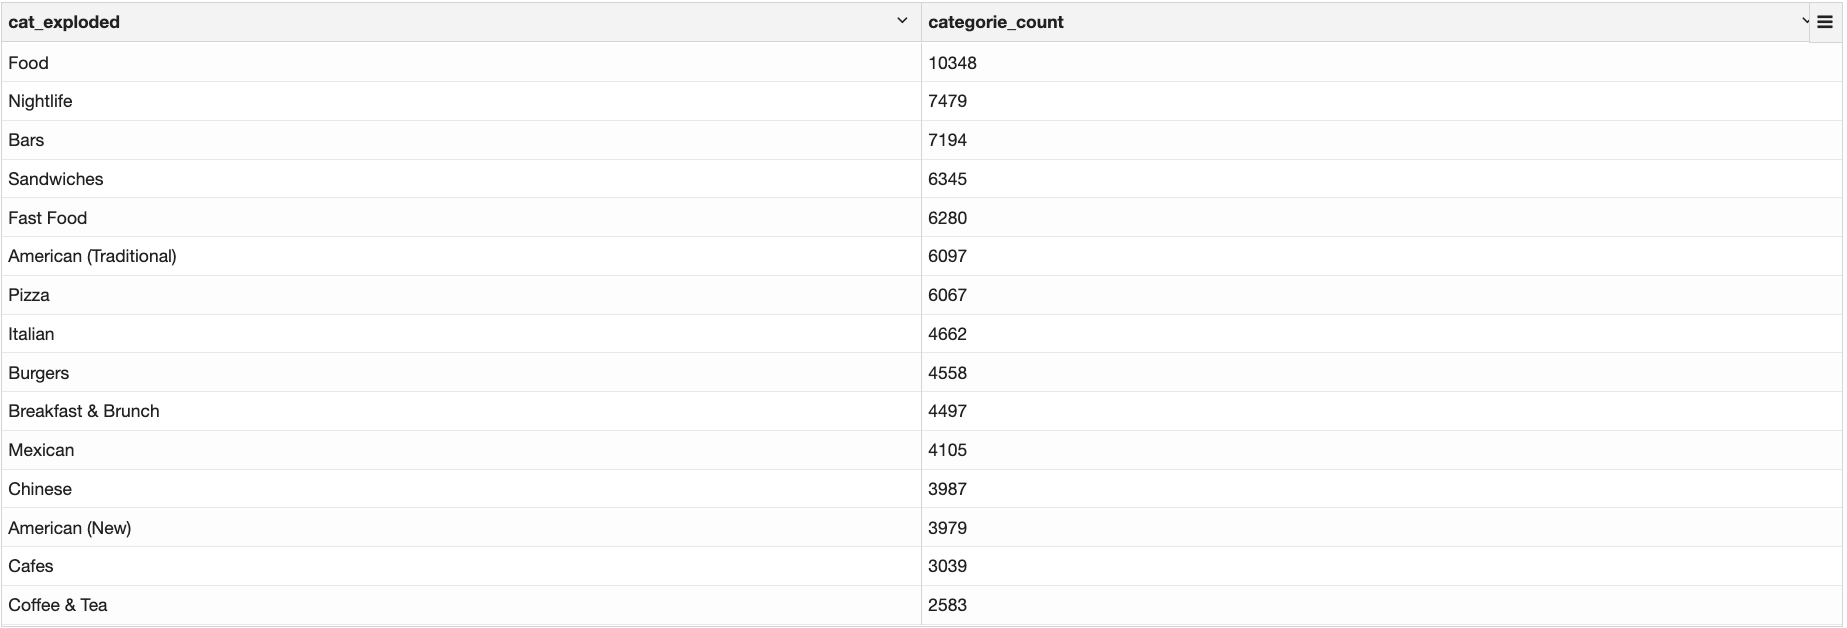 cat_exploded categorie_count
Food 10348
Nightlife 7479
Bars 7194
Sandwiches 6345
Fast Food 6280
American (Traditional) 6097
Pizza 6067
Italian 4662
Burgers 4558
Breakfast & Brunch 4497
Mexican 4105
Chinese 3987
American (New) 3979
Cafes 3039
Coffee & Tea 2583